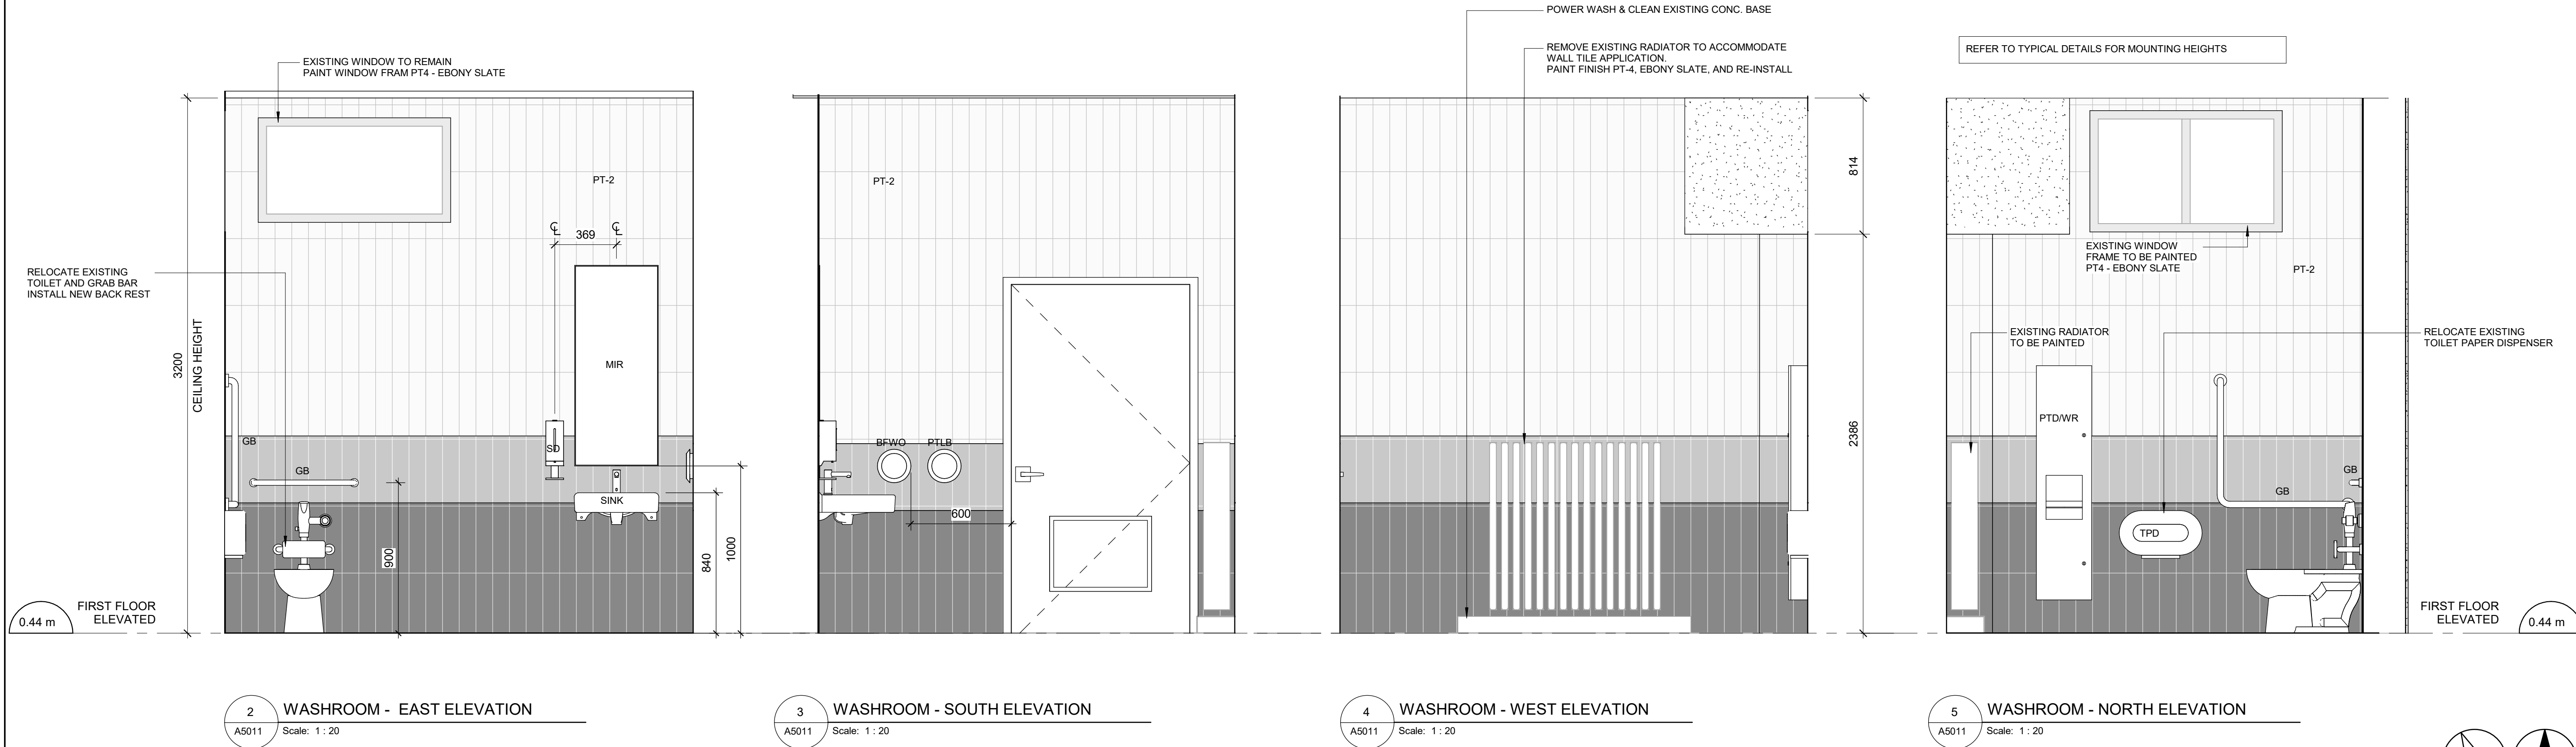 POWER WASH & CLEAN EXISTING CONC. BASE
EXISTING WINDOW TO REMAIN
PAINT WINDOW FRAM PT4 - EBONY SLATE
REMOVE EXISTING RADIATOR TO ACCOMMODATE
WALL TILE APPLICATION.
PAINT FINISH PT-4, EBONY SLATE, AND RE-INSTALL
REFER TO TYPICAL DETAILS FOR MOUNTING HEIGHTS
RELOCATE EXISTING
TOILET AND GRAB BAR
INSTALL NEW BACK REST
3200
CEILING HEIGHT
PT-2
369
MIR
GB
GB
SD
SINK
900
840
1000
FIRST FLOOR
ELEVATED
0.44 m
PT-2
BFWO
PTLB
600
814
2386
EXISTING WINDOW
FRAME TO BE PAINTED
PT4 - EBONY SLATE
PT-2
EXISTING RADIATOR
TO BE PAINTED
RELOCATE EXISTING
TOILET PAPER DISPENSER
PTD/WR
GB
GB
TPD
FIRST FLOOR
ELEVATED
0.44 m
2
A5011
WASHROOM - EAST ELEVATION
Scale: 1 : 20
3
A5011
WASHROOM - SOUTH ELEVATION
Scale: 1 : 20
4
A5011
WASHROOM - WEST ELEVATION
Scale: 1 : 20
5
A5011
WASHROOM - NORTH ELEVATION
Scale: 1 : 20